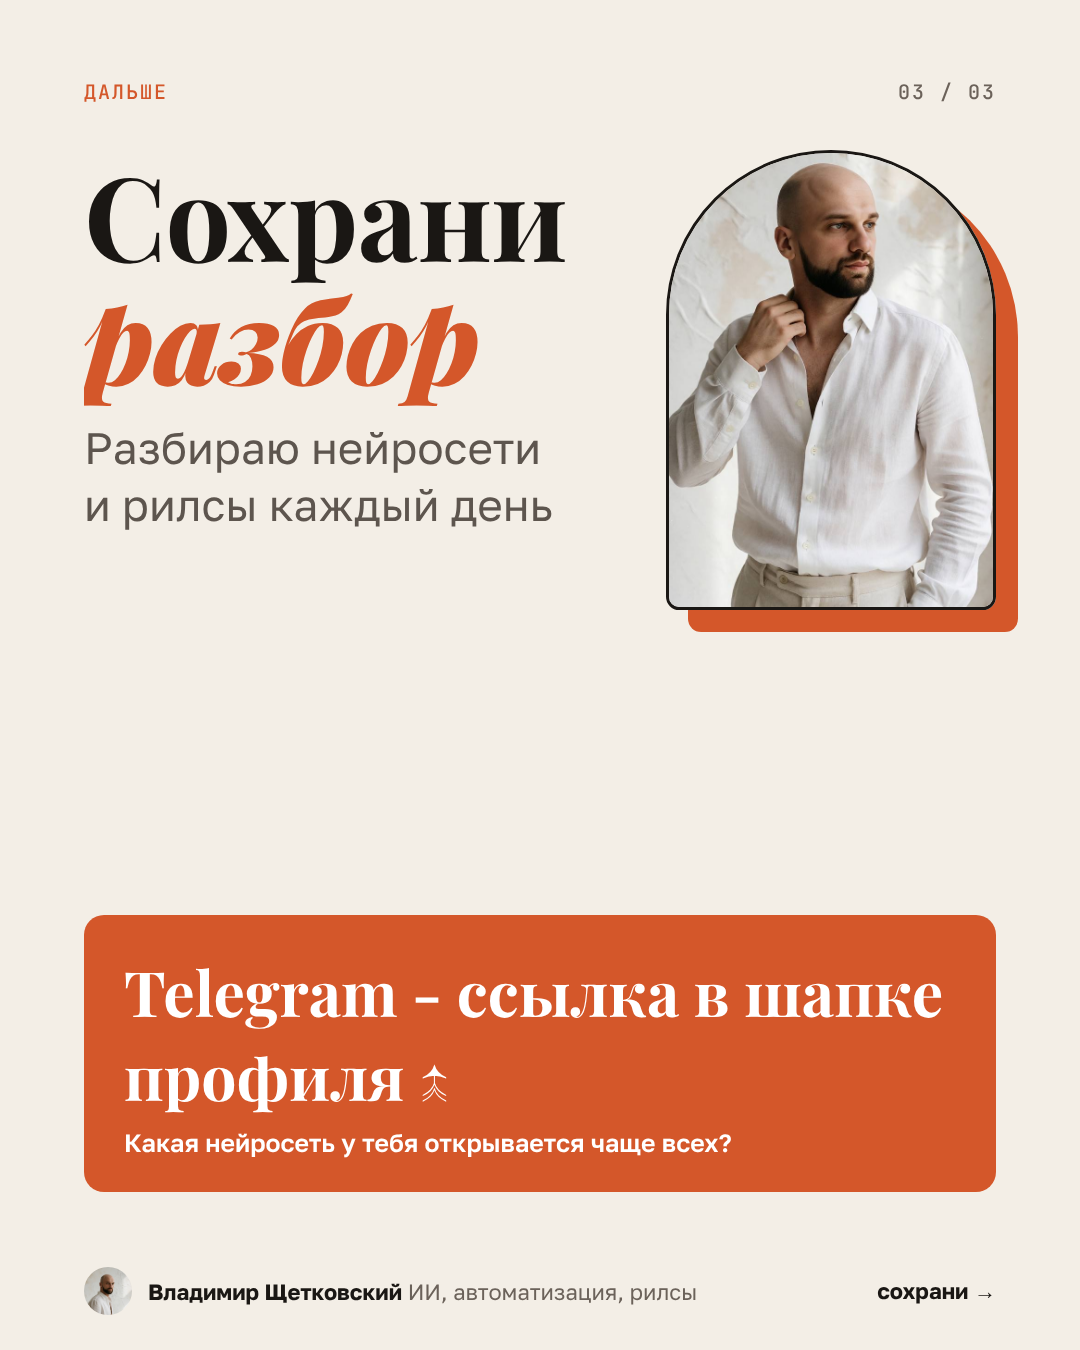 ДАЛЬШЕ
03 / 03
Сохрани
разбор
Разбираю нейросети
и рилсы каждый день
Telegram - ссылка в шапке
профиля ↑
Какая нейросеть у тебя открывается чаще всех?
Владимир Щетковский ИИ, автоматизация, рилсы
сохрани →